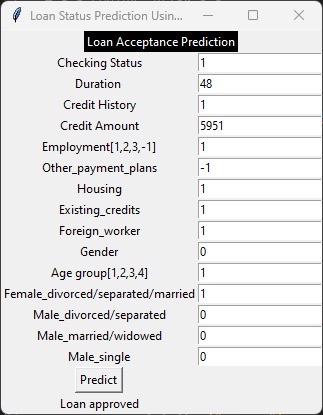 Loan Status Prediction Usin...
Loan Acceptance Prediction
Checking Status 1
Duration 48
Credit History 1
Credit Amount 5951
Employment[1,2,3,-1] 1
Other_payment_plans -1
Housing 1
Existing_credits 1
Foreign_worker 1
Gender 0
Age group[1,2,3,4] 1
Female_divorced/separated/married 1
Male_divorced/separated 0
Male_married/widowed 0
Male_single 0
Predict
Loan approved